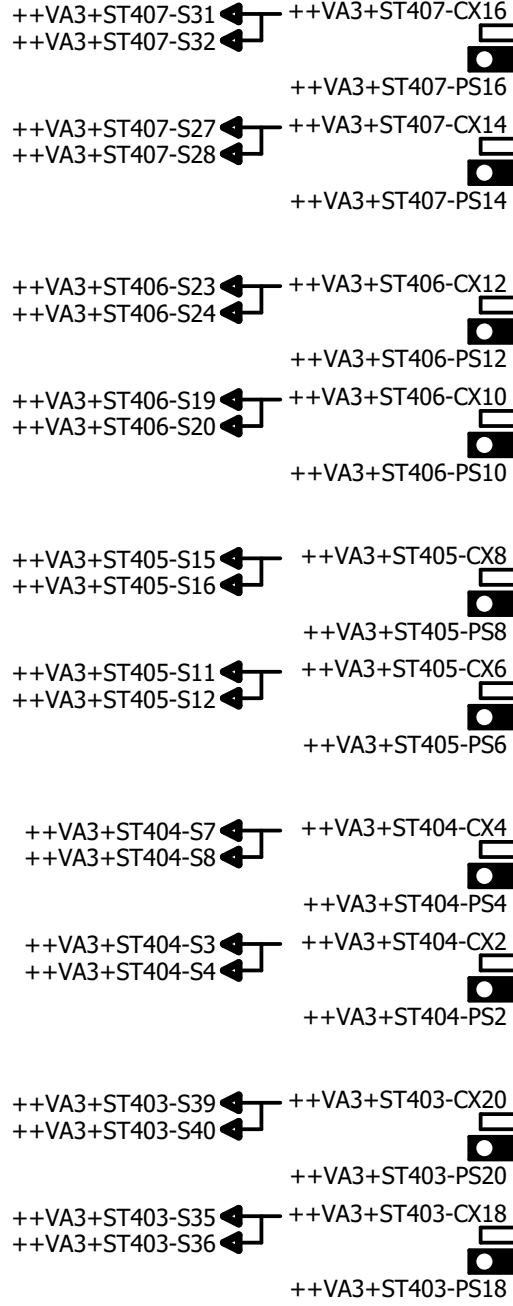 ++VA3+ST407-S31 ++VA3+ST407-CX16
++VA3+ST407-S32
++VA3+ST407-PS16
++VA3+ST407-S27 ++VA3+ST407-CX14
++VA3+ST407-S28
++VA3+ST407-PS14
++VA3+ST406-S23 ++VA3+ST406-CX12
++VA3+ST406-S24
++VA3+ST406-PS12
++VA3+ST406-S19 ++VA3+ST406-CX10
++VA3+ST406-S20
++VA3+ST406-PS10
++VA3+ST405-S15 ++VA3+ST405-CX8
++VA3+ST405-S16
++VA3+ST405-PS8
++VA3+ST405-S11 ++VA3+ST405-CX6
++VA3+ST405-S12
++VA3+ST405-PS6
++VA3+ST404-S7 ++VA3+ST404-CX4
++VA3+ST404-S8
++VA3+ST404-PS4
++VA3+ST404-S3 ++VA3+ST404-CX2
++VA3+ST404-S4
++VA3+ST404-PS2
++VA3+ST403-S39 ++VA3+ST403-CX20
++VA3+ST403-S40
++VA3+ST403-PS20
++VA3+ST403-S35 ++VA3+ST403-CX18
++VA3+ST403-S36
++VA3+ST403-PS18